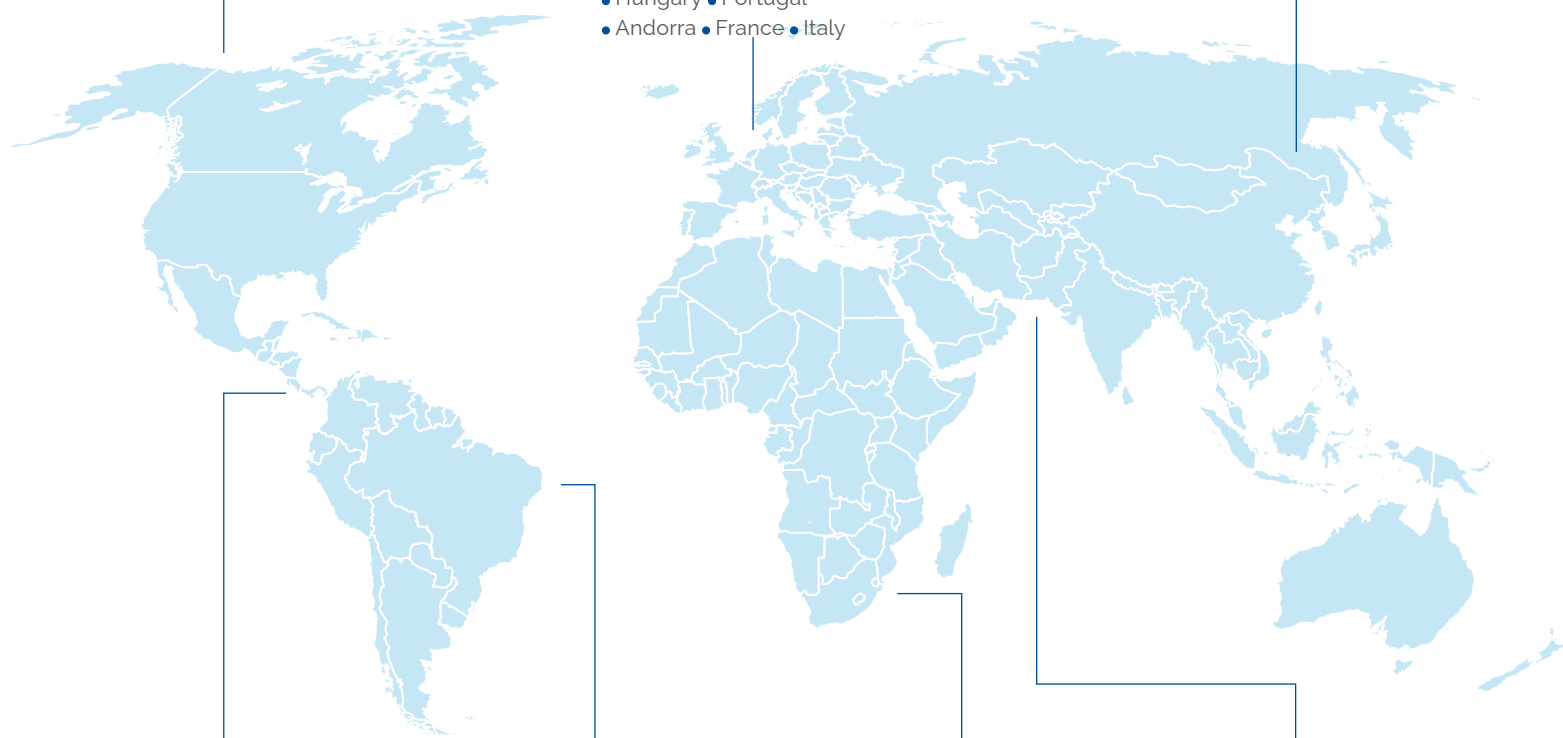 • Hungary • Portugal
• Andorra • France • Italy